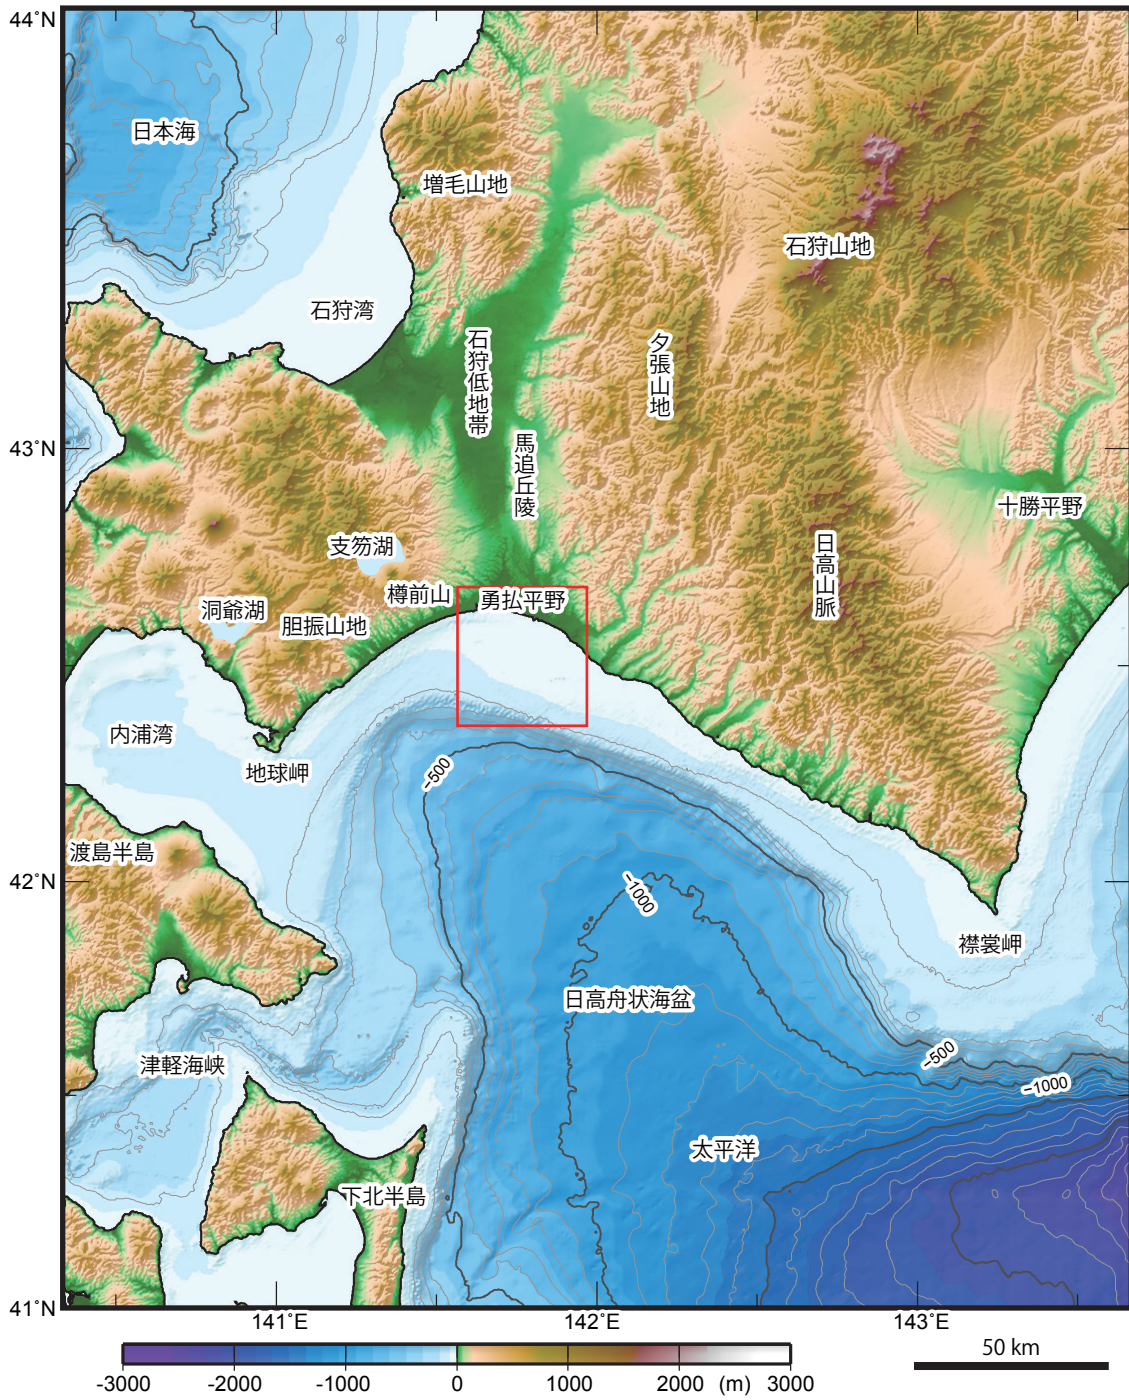 44°N
日本海
増毛山地
石狩山地
石狩湾
石狩低地帯
夕張山地
43°N
馬追丘陵
十勝平野
支笏湖
日高山脈
樽前山
勇払平野
洞爺湖
胆振山地
内浦湾
地球岬
-500
渡島半島
42°N
-1000
襟裳岬
日高舟状海盆
-500
津軽海峡
-1000
太平洋
下北半島
41°N
141°E
142°E
143°E
50 km
-3000 -2000 -1000 0 1000 2000 (m) 3000